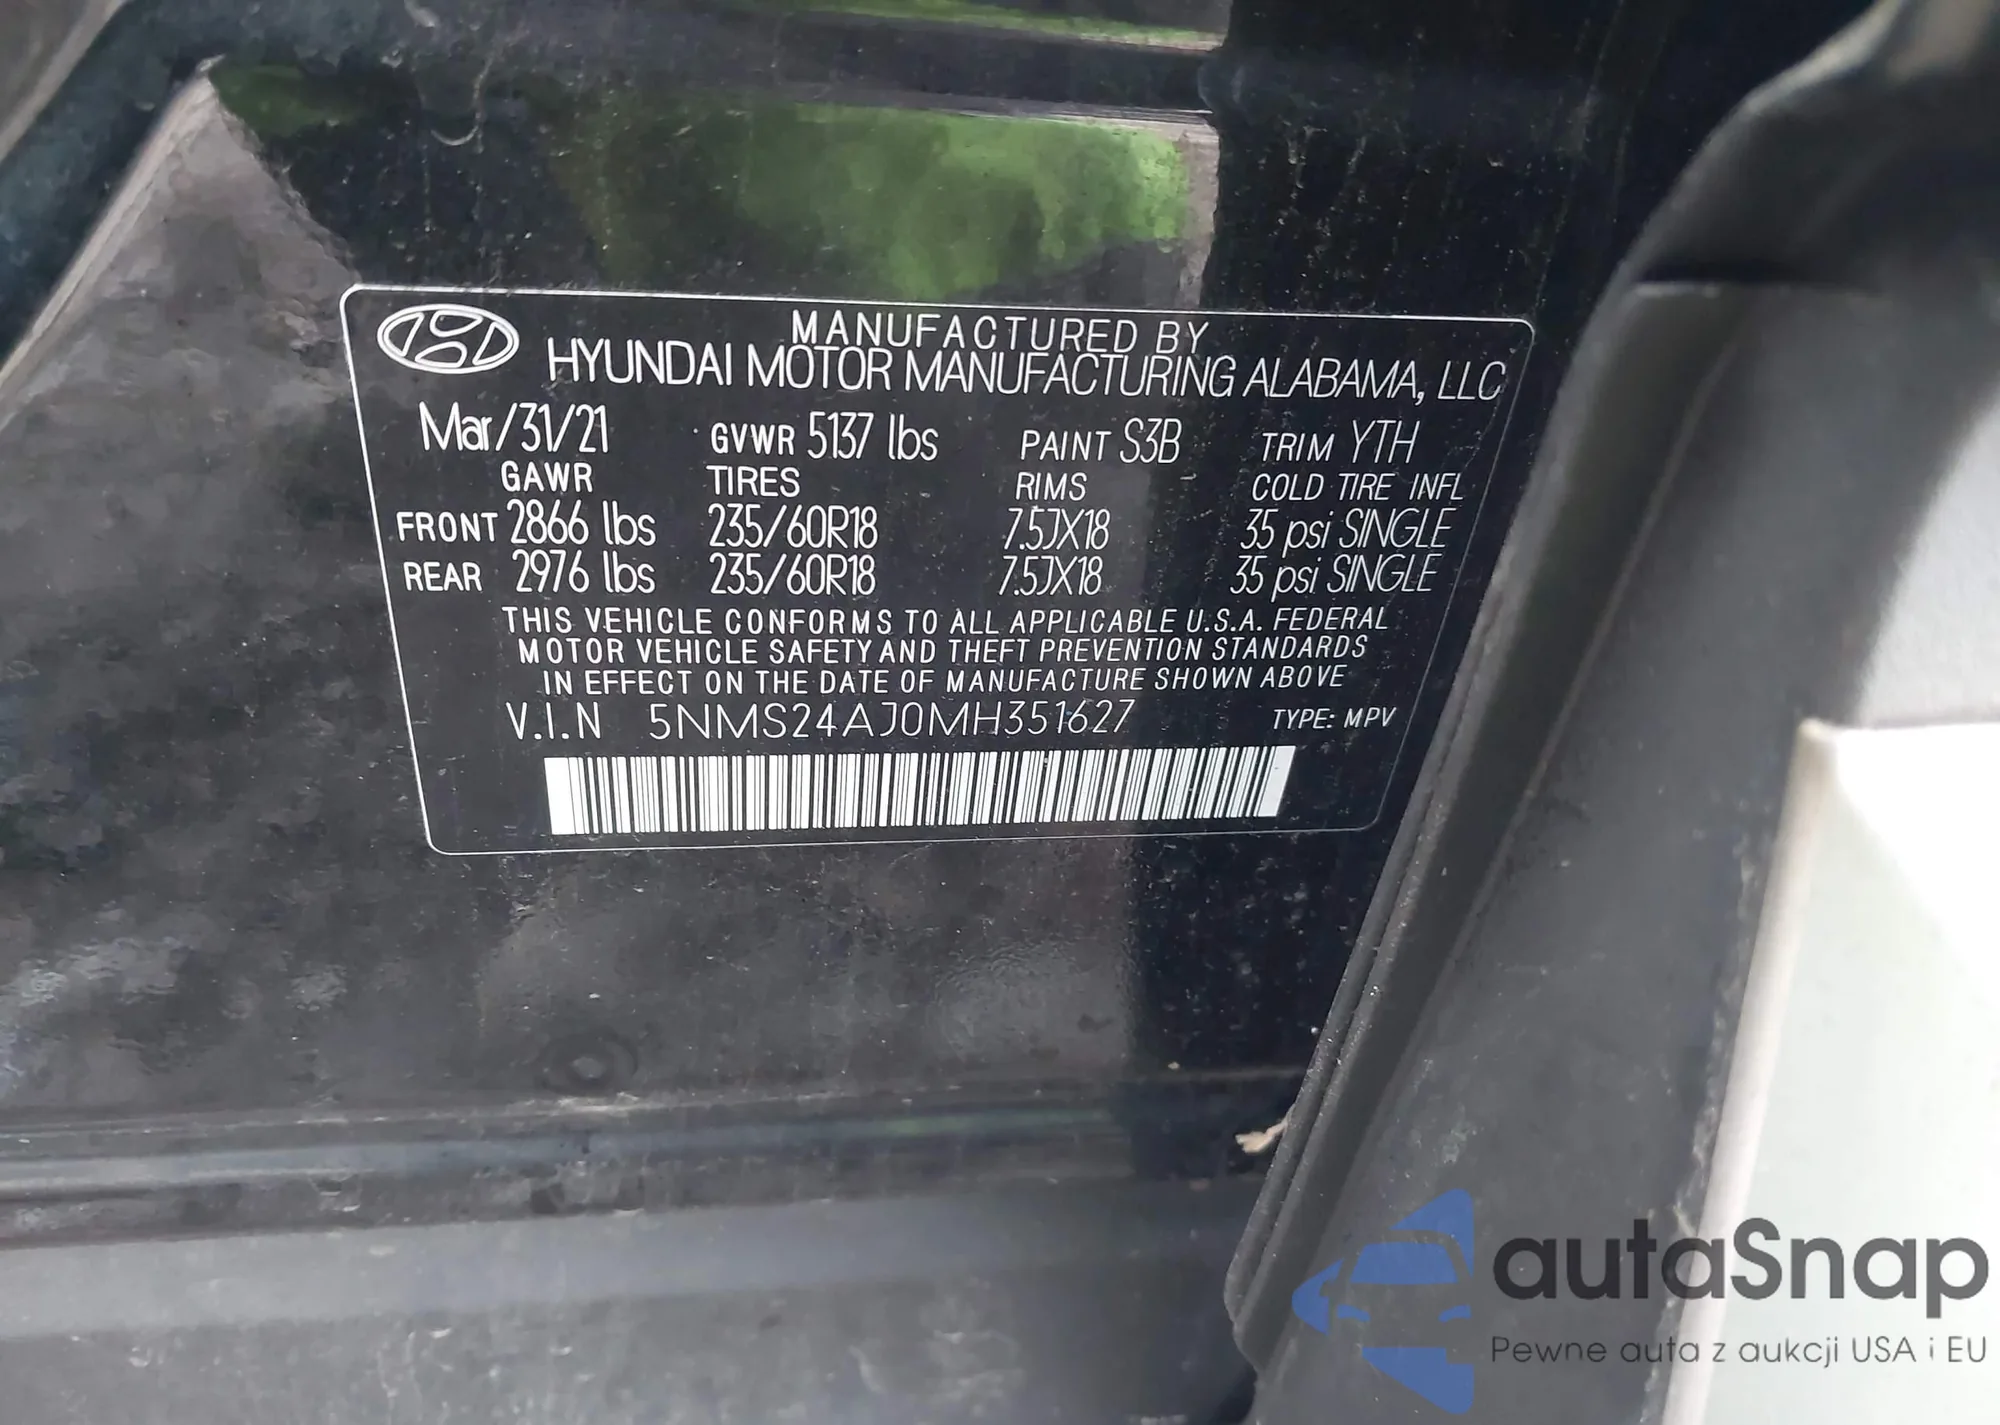 MANUFACTURED BY
HYUNDAI MOTOR MANUFACTURING ALABAMA, LLC
Mar/31/21 GVWR 5137 lbs PAINT S3B TRIM YTH
GAWR TIRES RIMS COLD TIRE INFL
FRONT 2866 lbs 235/60R18 7.5JX18 35 psi SINGLE
REAR 2976 lbs 235/60R18 7.5JX18 35 psi SINGLE
THIS VEHICLE CONFORMS TO ALL APPLICABLE U.S.A. FEDERAL
MOTOR VEHICLE SAFETY AND THEFT PREVENTION STANDARDS
IN EFFECT ON THE DATE OF MANUFACTURE SHOWN ABOVE
V.I.N 5NMS24AJ0MH351627 TYPE: MPV
autaSnap
Pewne auta z aukcji USA i EU